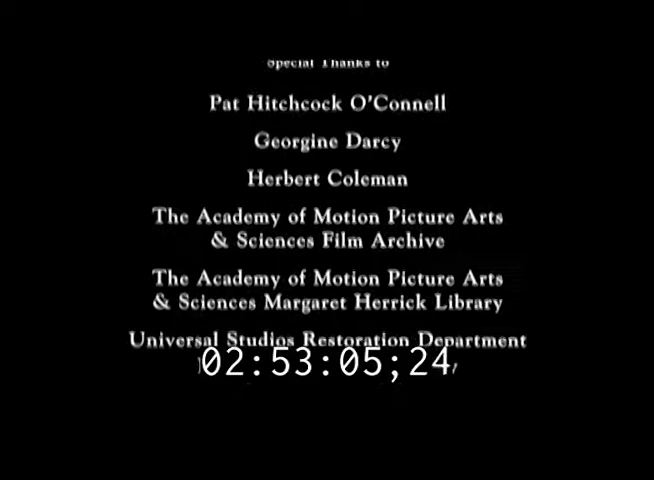 Special Thanks to
Pat Hitchcock O'Connell
Georgine Darcy
Herbert Coleman
The Academy of Motion Picture Arts
& Sciences Film Archive
The Academy of Motion Picture Arts
& Sciences Margaret Herrick Library
Universal Studios Restoration Department
02:53:05;24